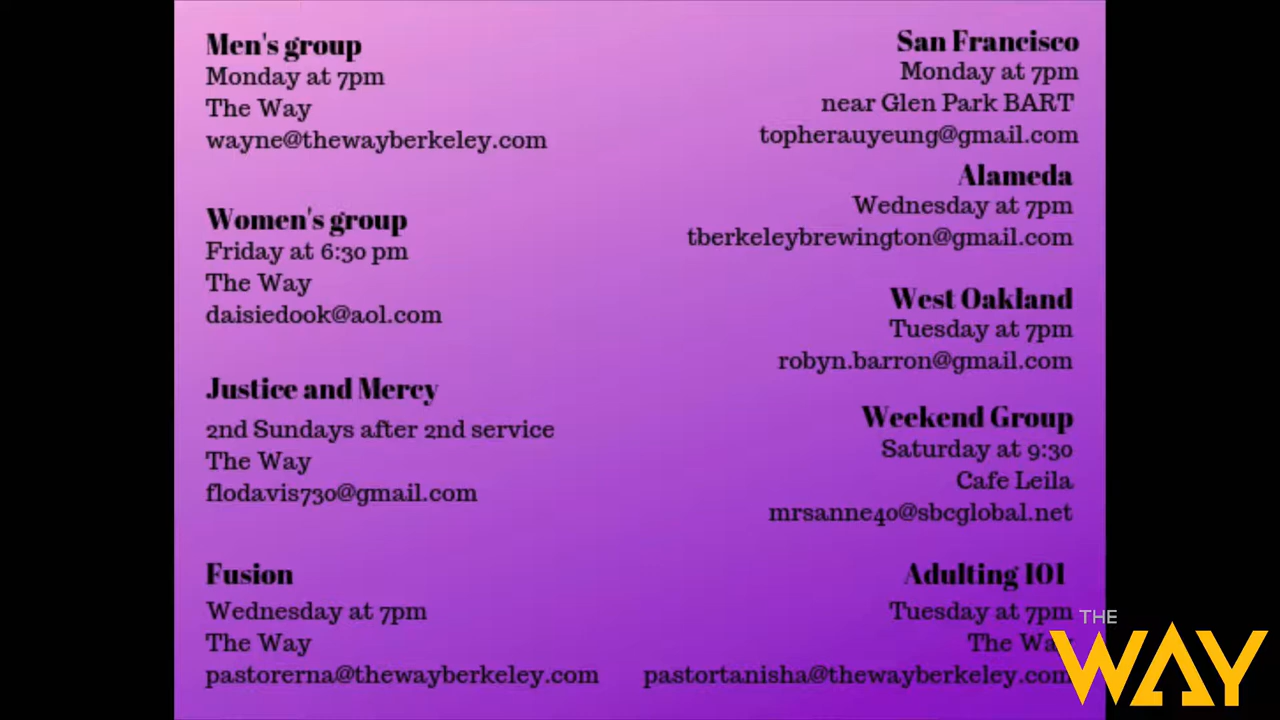 Men's group
Monday at 7pm
The Way
wayne@thewayberkeley.com
Women's group
Friday at 6:30 pm
The Way
daisiedook@aol.com
Justice and Mercy
2nd Sundays after 2nd service
The Way
flodavis730@gmail.com
Fusion
Wednesday at 7pm
The Way
pastorerna@thewayberkeley.com
San Francisco
Monday at 7pm
near Glen Park BART
topherauyeung@gmail.com
Alameda
Wednesday at 7pm
tberkeleybrewington@gmail.com
West Oakland
Tuesday at 7pm
robyn.barron@gmail.com
Weekend Group
Saturday at 9:30
Cafe Leila
mrsanne40@sbcglobal.net
Adulting 101
Tuesday at 7pm
The Way
pastortanisha@thewayberkeley.com
THE
WAY